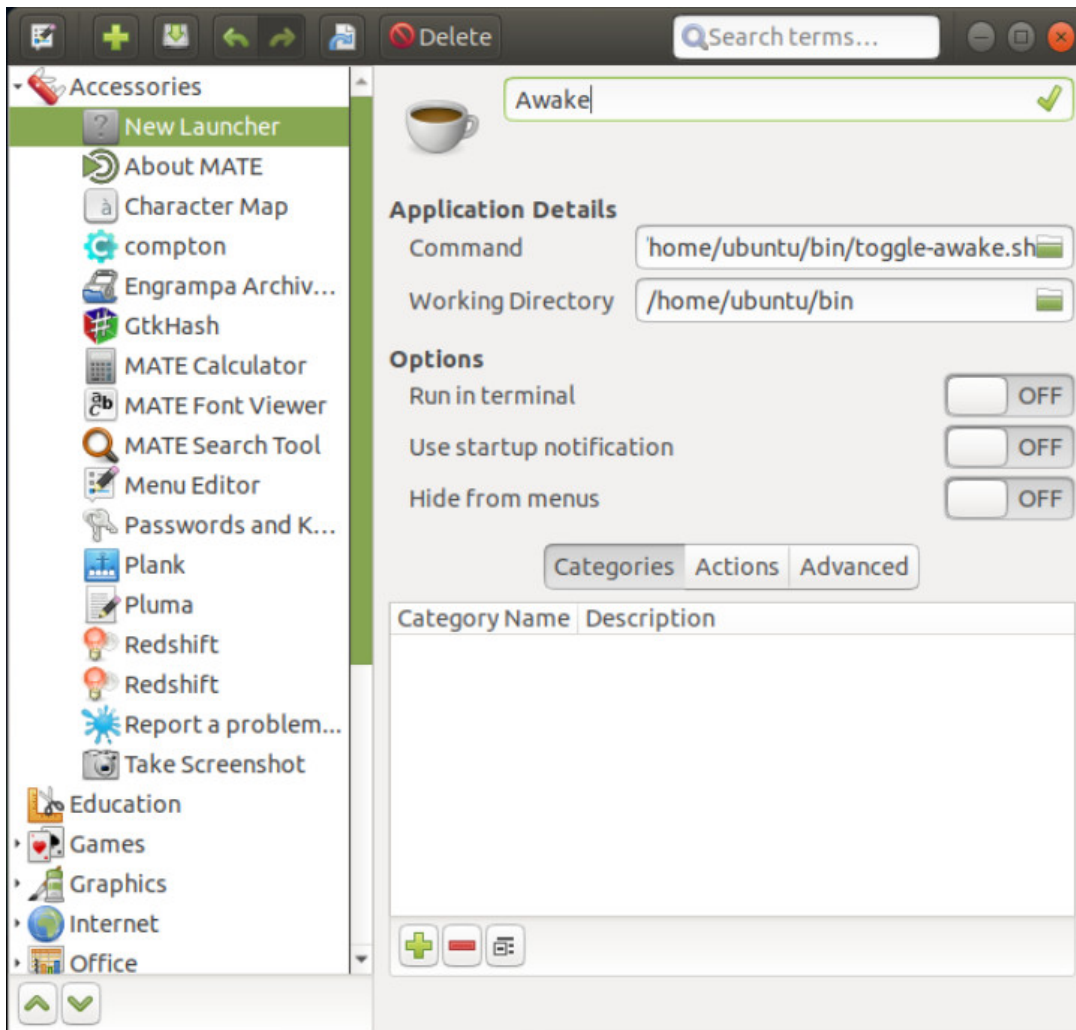 Delete
Search terms...
Accessories
New Launcher
About MATE
Character Map
compton
Engrampa Archiv...
GtkHash
MATE Calculator
MATE Font Viewer
MATE Search Tool
Menu Editor
Passwords and K...
Plank
Pluma
Redshift
Redshift
Report a problem...
Take Screenshot
Education
Games
Graphics
Internet
Office
Awake
Application Details
Command /home/ubuntu/bin/toggle-awake.sh
Working Directory /home/ubuntu/bin
Options
Run in terminal OFF
Use startup notification OFF
Hide from menus OFF
Categories Actions Advanced
Category Name Description